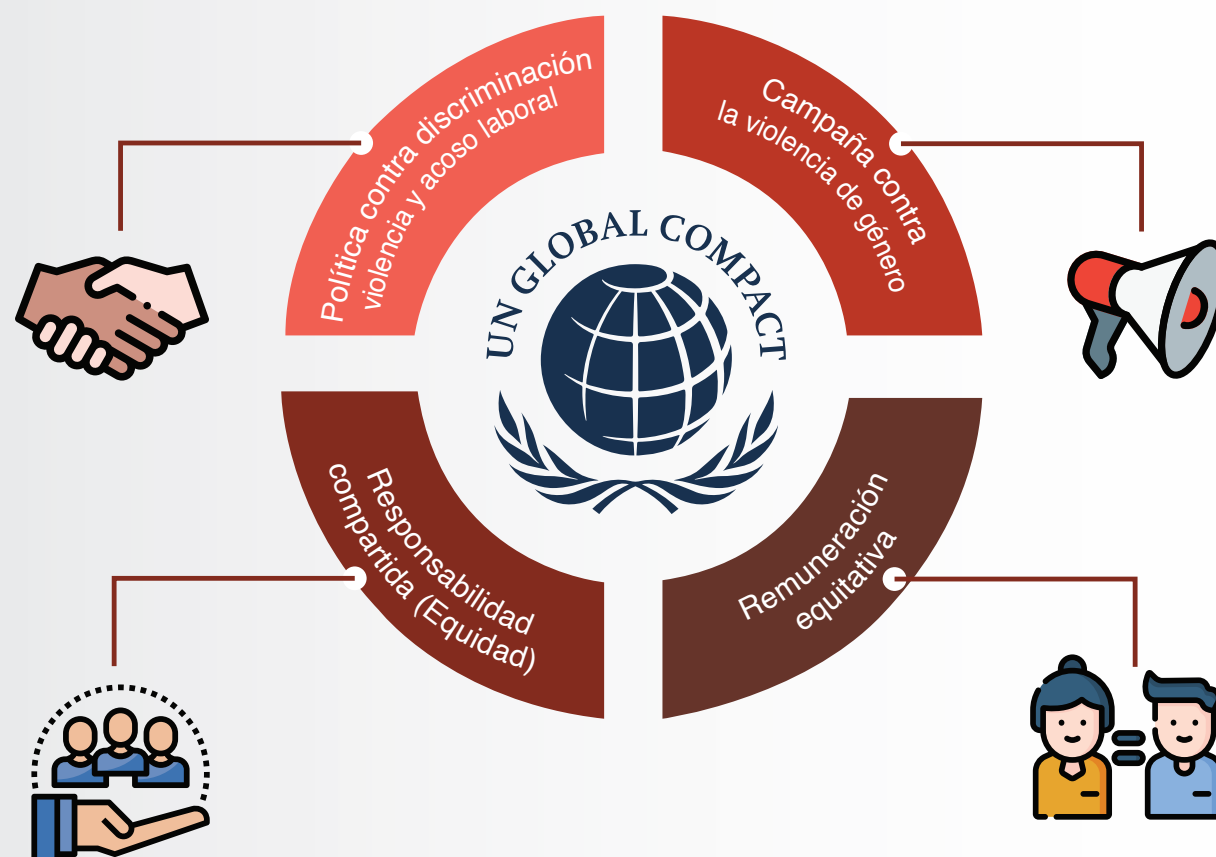 Política contra discriminación
violencia y acoso laboral
Campaña contra
la violencia de género
UN GLOBAL COMPACT
Responsabilidad
compartida (Equidad)
Remuneración
equitativa